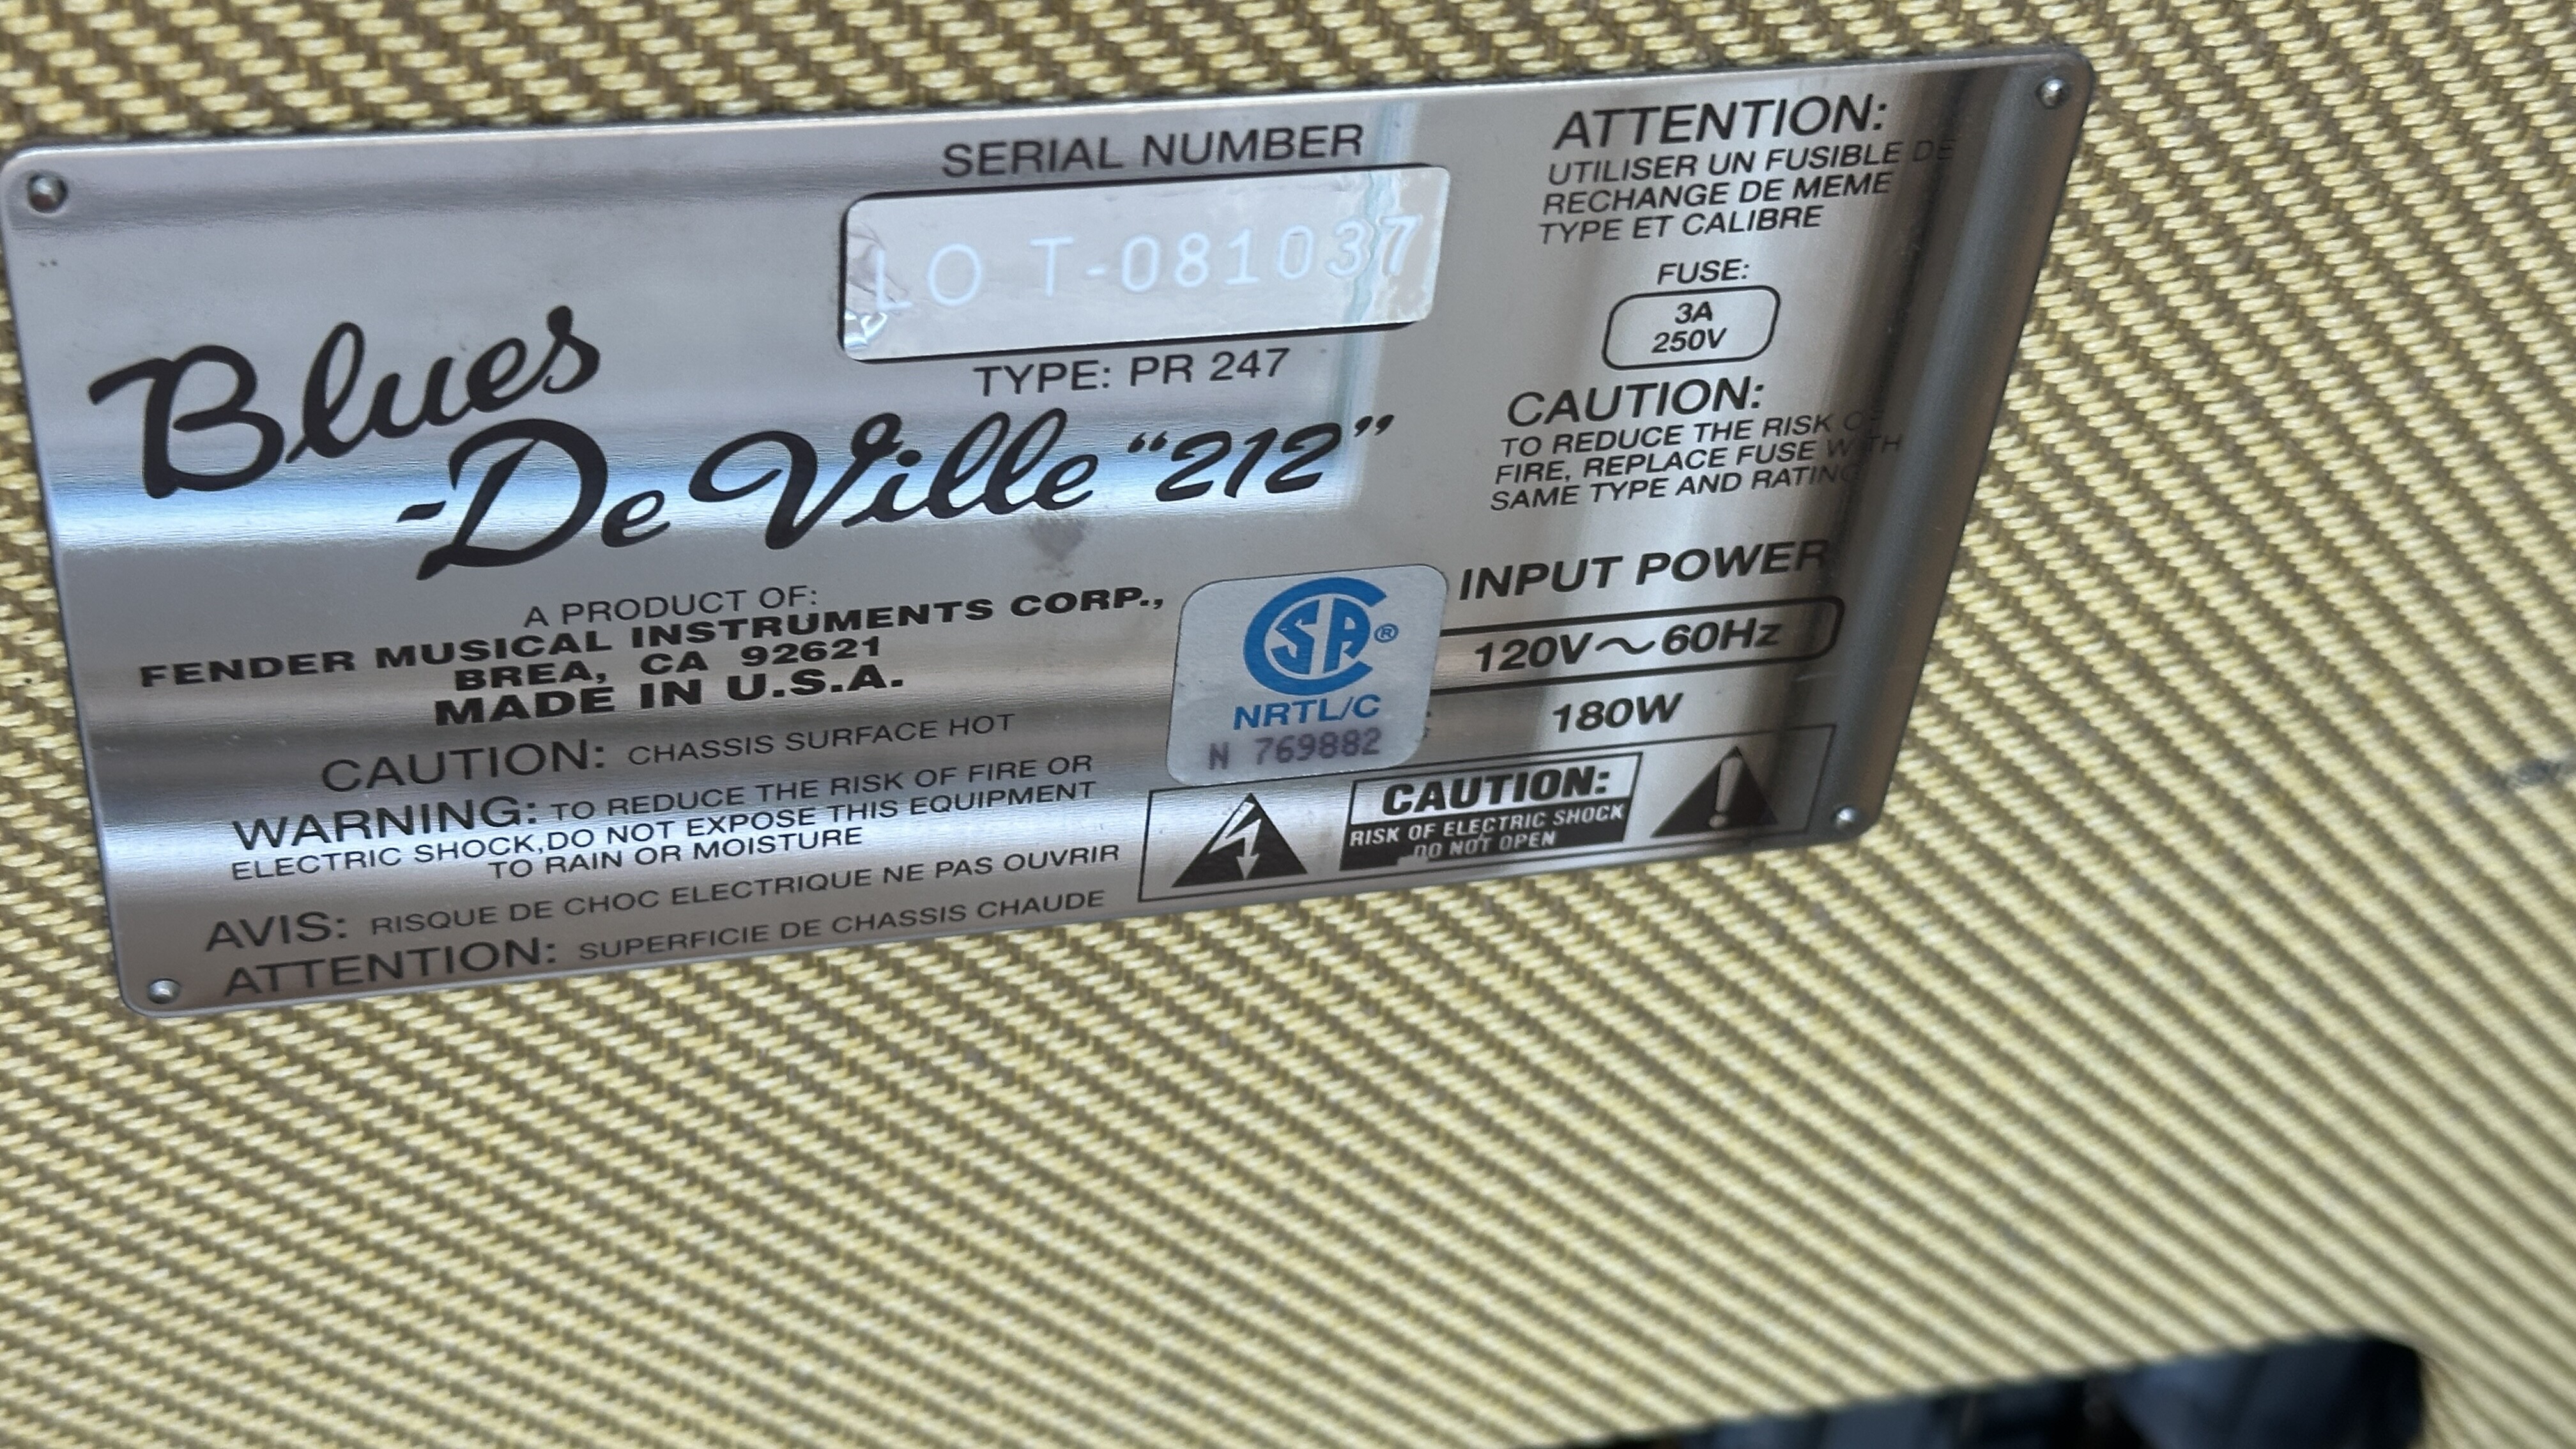 SERIAL NUMBER
LO T-081037
TYPE: PR 247
Blues
-De Ville "212"
A PRODUCT OF:
FENDER MUSICAL INSTRUMENTS CORP.,
BREA, CA 92621
MADE IN U.S.A.
CAUTION: CHASSIS SURFACE HOT
WARNING: TO REDUCE THE RISK OF FIRE OR
ELECTRIC SHOCK,DO NOT EXPOSE THIS EQUIPMENT
TO RAIN OR MOISTURE
AVIS: RISQUE DE CHOC ELECTRIQUE NE PAS OUVRIR
ATTENTION: SUPERFICIE DE CHASSIS CHAUDE
ATTENTION:
UTILISER UN FUSIBLE DE
RECHANGE DE MEME
TYPE ET CALIBRE
FUSE:
3A
250V
CAUTION:
TO REDUCE THE RISK OF
FIRE, REPLACE FUSE WITH
SAME TYPE AND RATING
INPUT POWER
120V~60Hz
180W
SA®
NRTL/C
N 769882
CAUTION:
RISK OF ELECTRIC SHOCK
DO NOT OPEN